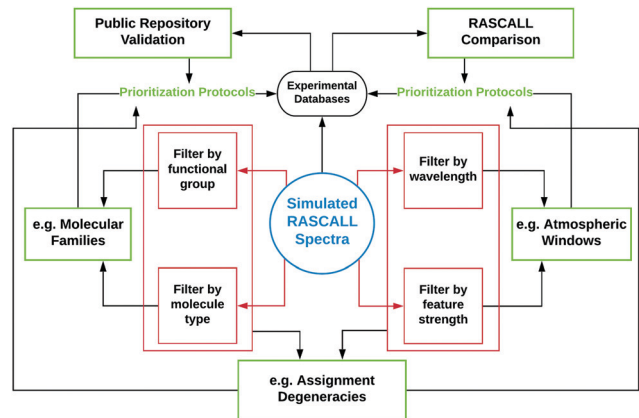 Public Repository
Validation
RASCALL
Comparison
Prioritization Protocols
Experimental
Databases
Prioritization Protocols
Filter by
functional
group
Simulated
RASCALL
Spectra
Filter by
wavelength
e.g. Molecular
Families
e.g. Atmospheric
Windows
Filter by
molecule
type
Filter by
feature
strength
e.g. Assignment
Degeneracies